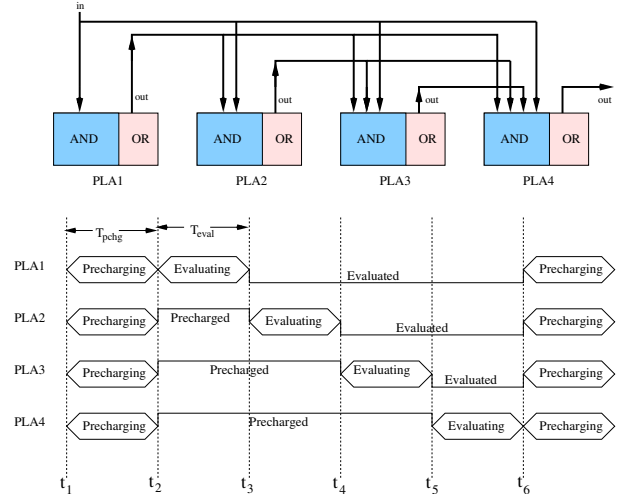 in
out
out
out
out
AND OR
AND OR
AND OR
AND OR
PLA1
PLA2
PLA3
PLA4
Tpchg
Teval
PLA1
Precharging
Evaluating
Evaluated
Precharging
PLA2
Precharging
Precharged
Evaluating
Evaluated
Precharging
PLA3
Precharging
Precharged
Evaluating
Evaluated
Precharging
PLA4
Precharging
Precharged
Evaluating
Precharging
t1 t2 t3 t4 t5 t6